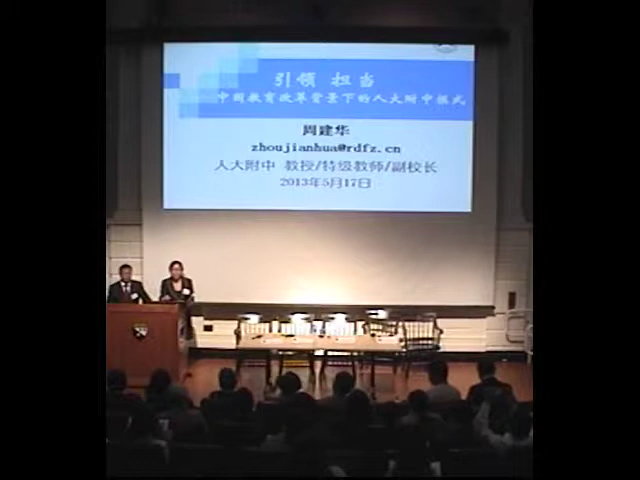 引领 担当
中国教育改革背景下的人大附中模式
周建华
zhoujianhua@rdfz.cn
人大附中 教授/特级教师/副校长
2013年5月17日